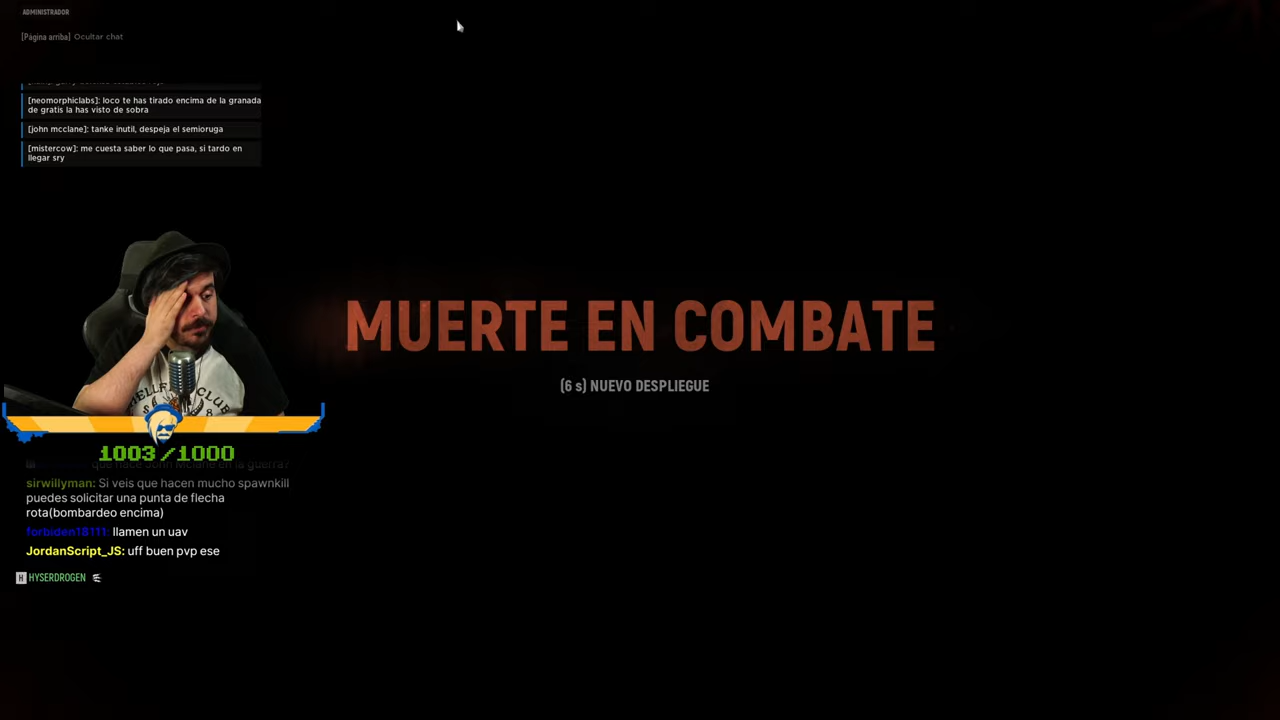 ADMINISTRADOR
[Página arriba] Ocultar chat
[neomorphiclabs]: loco te has tirado encima de la granada
de gratis la has visto de sobra
[john mcclane]: tanke inutil, despeja el semioruga
[mistercow]: me cuesta saber lo que pasa, si tardo en
llegar sry
MUERTE EN COMBATE
(6 s) NUEVO DESPLIEGUE
HELLFIRE CLUB
8
1003/1000
que hace John Mclane en la guerra?
sirwillyman: Si veis que hacen mucho spawnkill
puedes solicitar una punta de flecha
rota(bombardeo encima)
forbiden18111: llamen un uav
JordanScript_JS: uff buen pvp ese
H HYSERDROGEN